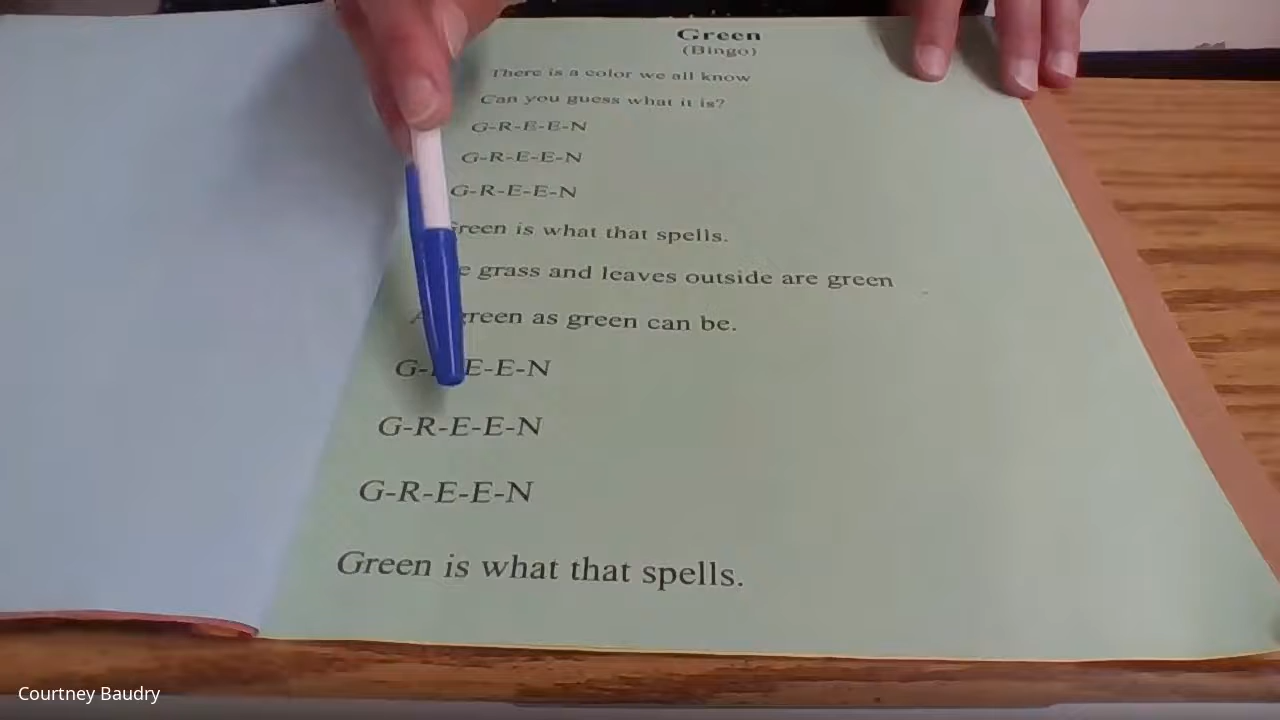 Green
(Bingo)
There is a color we all know
Can you guess what it is?
G-R-E-E-N
G-R-E-E-N
G-R-E-E-N
Green is what that spells.
grass and leaves outside are green
green as green can be.
G-R-E-E-N
G-R-E-E-N
G-R-E-E-N
Green is what that spells.
Courtney Baudry